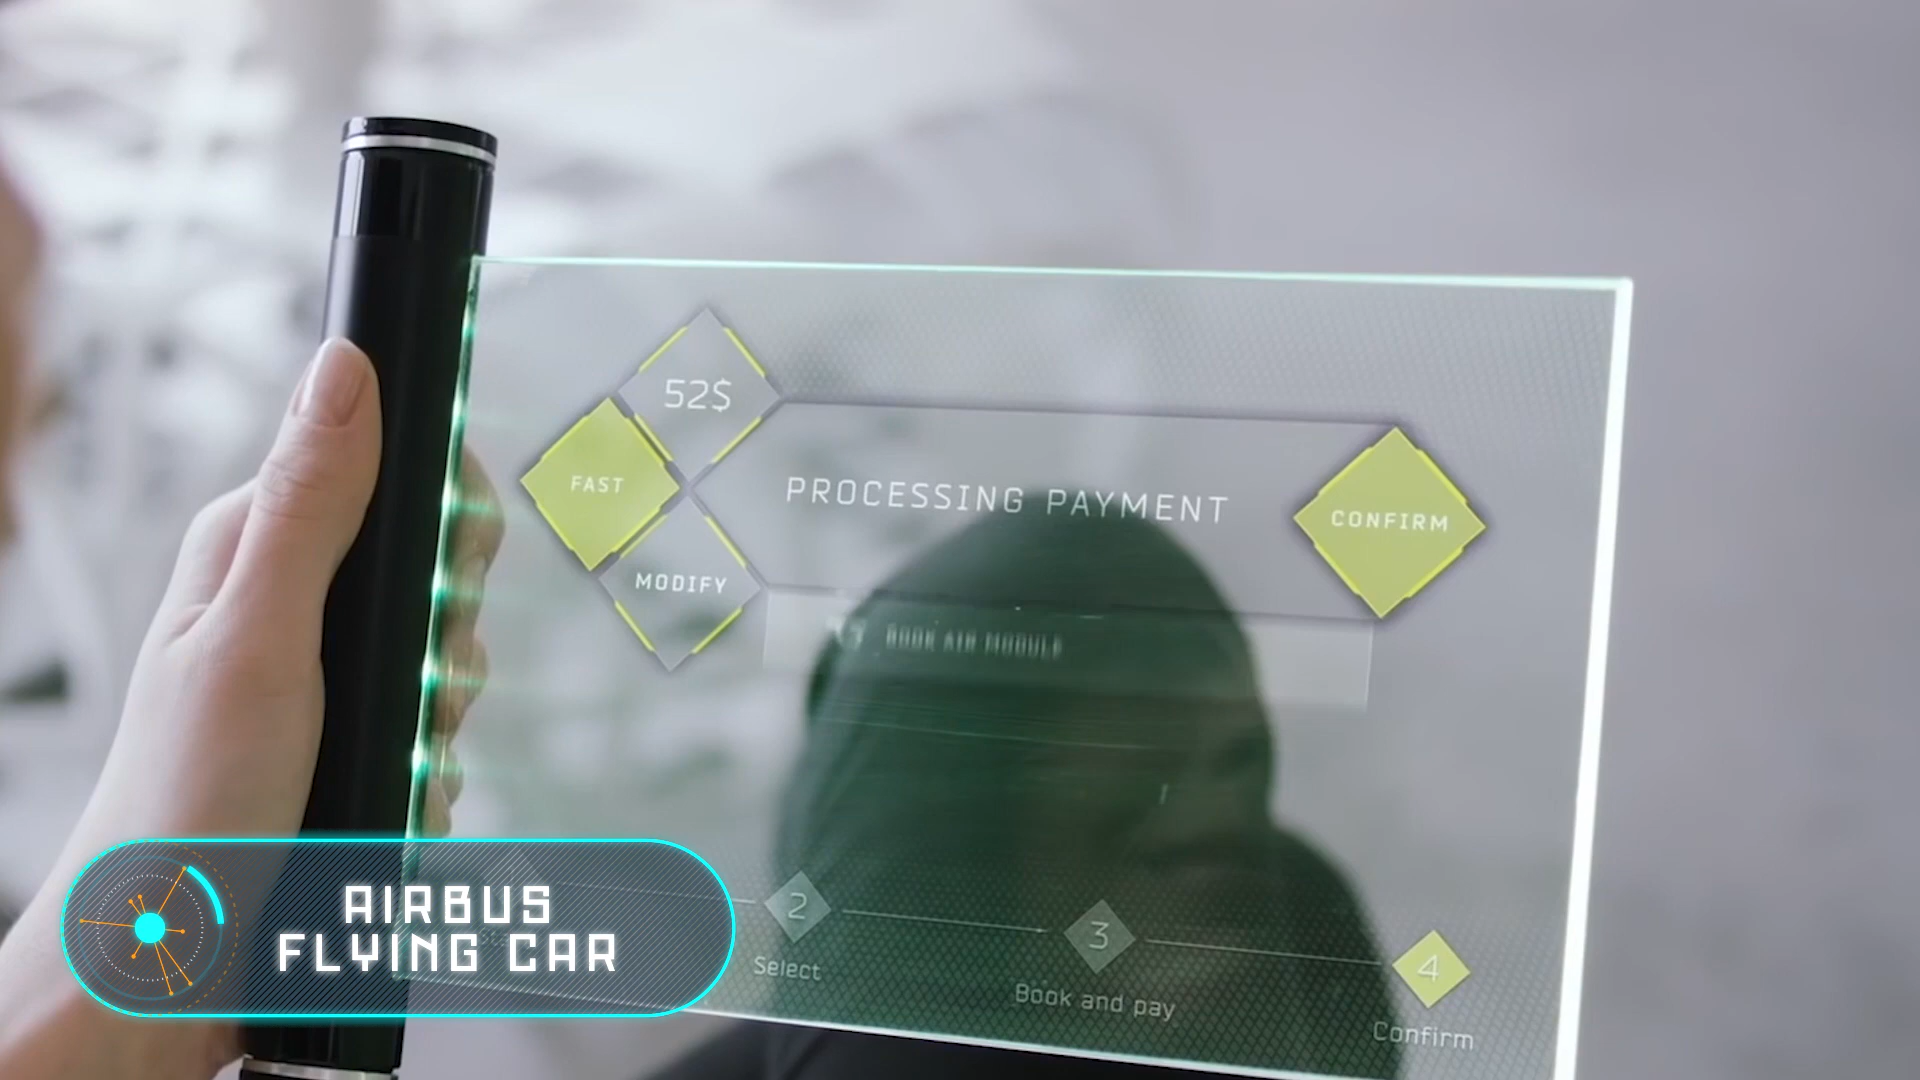 52$
FAST
PROCESSING PAYMENT
CONFIRM
MODIFY
BOOK AIR MODULE
2
3
4
Select
Book and pay
Confirm
AIRBUS
FLYING CAR